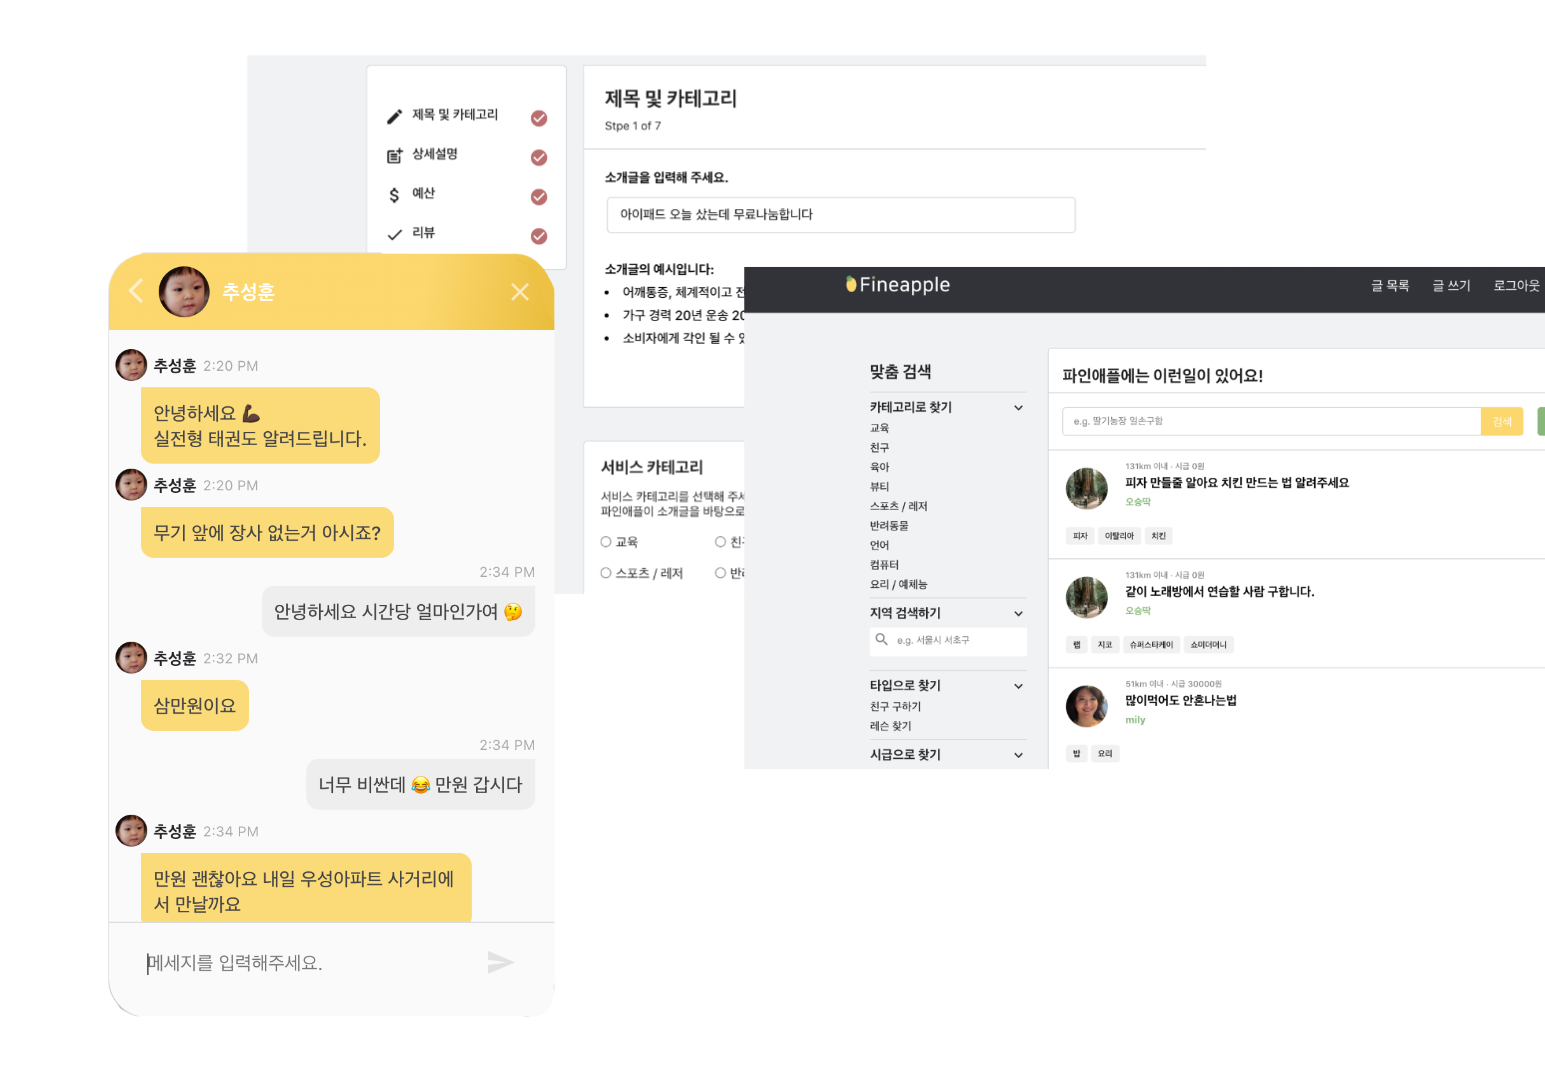 제목 및 카테고리
상세설명
예산
리뷰
제목 및 카테고리
Stpe 1 of 7
소개글을 입력해 주세요.
아이패드 오늘 샀는데 무료나눔합니다
소개글의 예시입니다:
• 어깨통증, 체계적이고 전
• 가구 경력 20년 운송 20
• 소비자에게 각인 될 수 있
서비스 카테고리
서비스 카테고리를 선택해 주세
파인애플이 소개글을 바탕으로
교육
친구
스포츠 / 레저
반려
추성훈
추성훈 2:20 PM
안녕하세요 💪🏿
실전형 태권도 알려드립니다.
추성훈 2:20 PM
무기 앞에 장사 없는거 아시죠?
2:34 PM
안녕하세요 시간당 얼마인가여 🤔
추성훈 2:32 PM
삼만원이요
2:34 PM
너무 비싼데 😂 만원 갑시다
추성훈 2:34 PM
만원 괜찮아요 내일 우성아파트 사거리에
서 만날까요
메세지를 입력해주세요.
Fineapple
글 목록 글 쓰기 로그아웃
맞춤 검색
카테고리로 찾기
교육
친구
육아
뷰티
스포츠 / 레저
반려동물
언어
컴퓨터
요리 / 예체능
지역 검색하기
e.g. 서울시 서초구
타입으로 찾기
친구 구하기
레슨 찾기
시급으로 찾기
파인애플에는 이런일이 있어요!
e.g. 딸기농장 일손구함
검색
131km 이내 · 시급 0원
피자 만들줄 알아요 치킨 만드는 법 알려주세요
오승딱
피자 이탈리아 치킨
131km 이내 · 시급 0원
같이 노래방에서 연습할 사람 구합니다.
오승딱
랩 지코 슈퍼스타케이 쇼미더머니
51km 이내 · 시급 30000원
많이먹어도 안혼나는법
mily
밥 요리